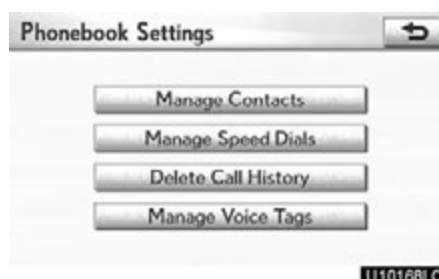 Phonebook Settings
Manage Contacts
Manage Speed Dials
Delete Call History
Manage Voice Tags